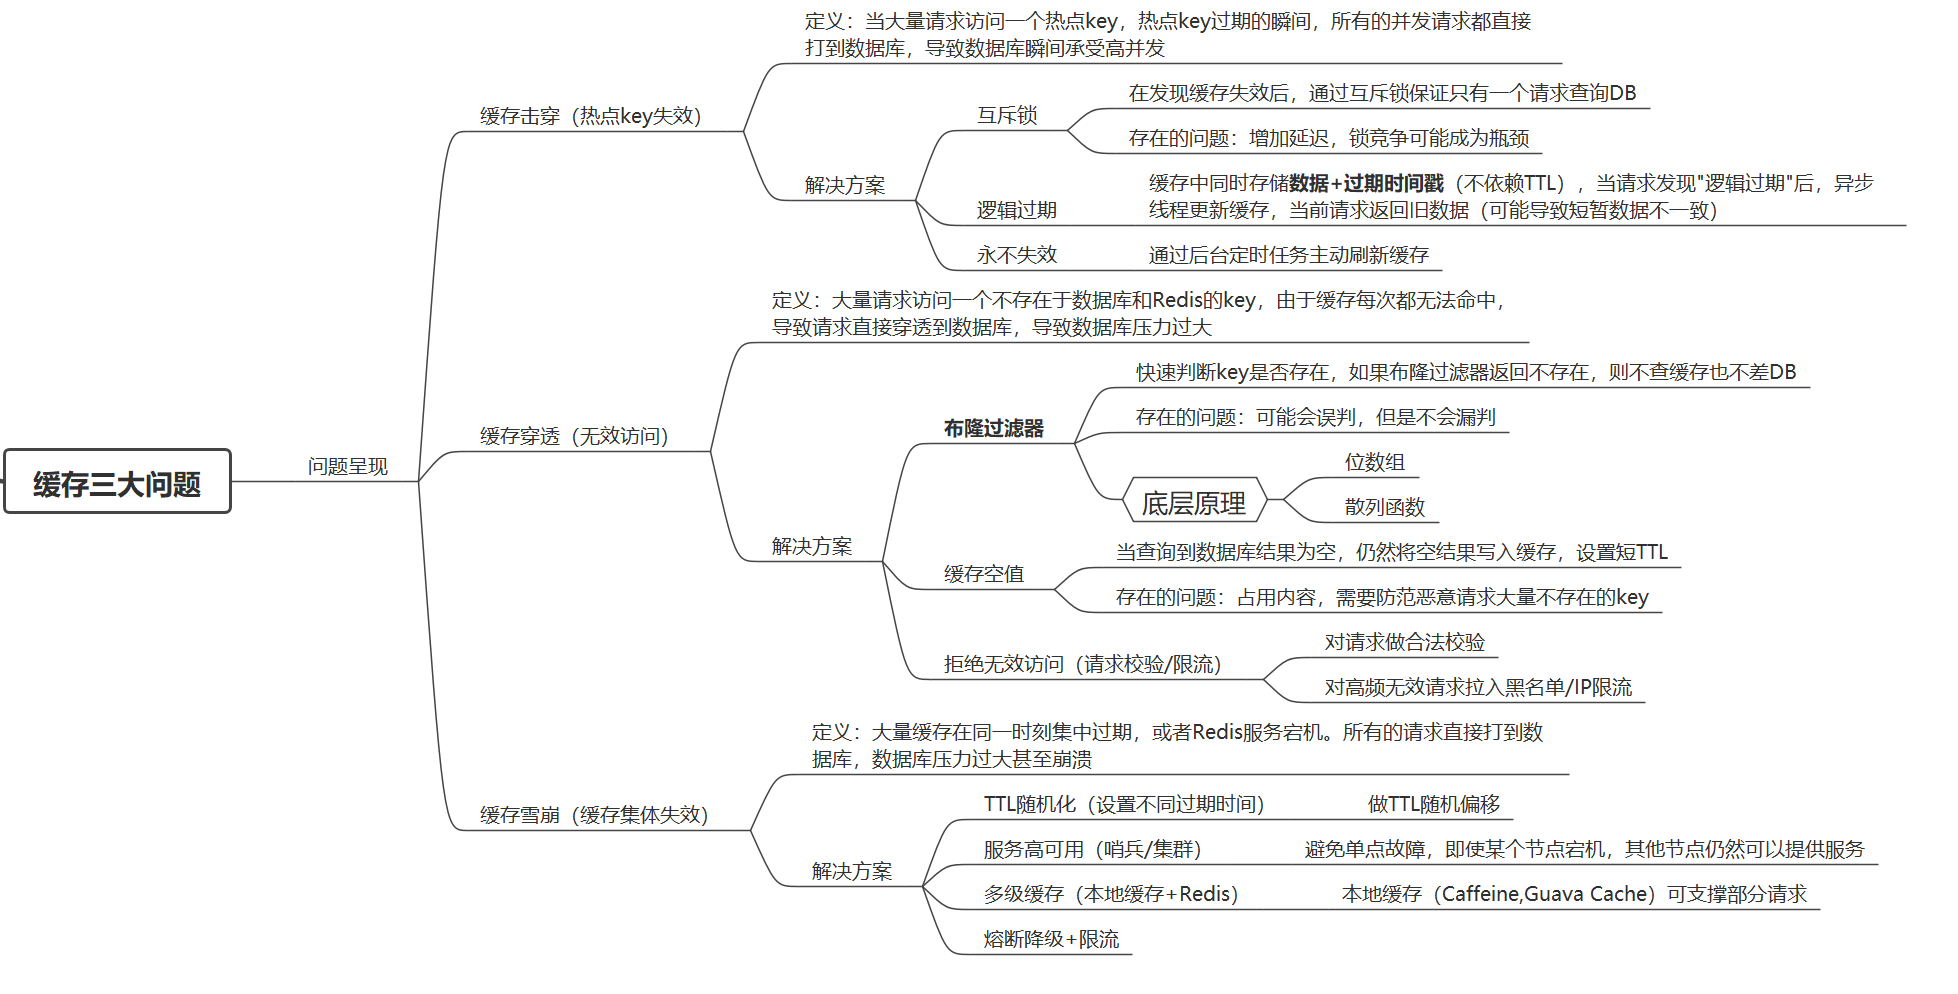 缓存三大问题
问题呈现
缓存击穿（热点key失效）
定义：当大量请求访问一个热点key，热点key过期的瞬间，所有的并发请求都直接
打到数据库，导致数据库瞬间承受高并发
解决方案
互斥锁
在发现缓存失效后，通过互斥锁保证只有一个请求查询DB
存在的问题：增加延迟，锁竞争可能成为瓶颈
逻辑过期
缓存中同时存储数据+过期时间戳（不依赖TTL），当请求发现"逻辑过期"后，异步
线程更新缓存，当前请求返回旧数据（可能导致短暂数据不一致）
永不失效
通过后台定时任务主动刷新缓存
缓存穿透（无效访问）
定义：大量请求访问一个不存在于数据库和Redis的key，由于缓存每次都无法命中，
导致请求直接穿透到数据库，导致数据库压力过大
解决方案
布隆过滤器
快速判断key是否存在，如果布隆过滤器返回不存在，则不查缓存也不差DB
存在的问题：可能会误判，但是不会漏判
底层原理
位数组
散列函数
缓存空值
当查询到数据库结果为空，仍然将空结果写入缓存，设置短TTL
存在的问题：占用内容，需要防范恶意请求大量不存在的key
拒绝无效访问（请求校验/限流）
对请求做合法校验
对高频无效请求拉入黑名单/IP限流
缓存雪崩（缓存集体失效）
定义：大量缓存在同一时刻集中过期，或者Redis服务宕机。所有的请求直接打到数
据库，数据库压力过大甚至崩溃
解决方案
TTL随机化（设置不同过期时间）
做TTL随机偏移
服务高可用（哨兵/集群）
避免单点故障，即使某个节点宕机，其他节点仍然可以提供服务
多级缓存（本地缓存+Redis）
本地缓存（Caffeine,Guava Cache）可支撑部分请求
熔断降级+限流